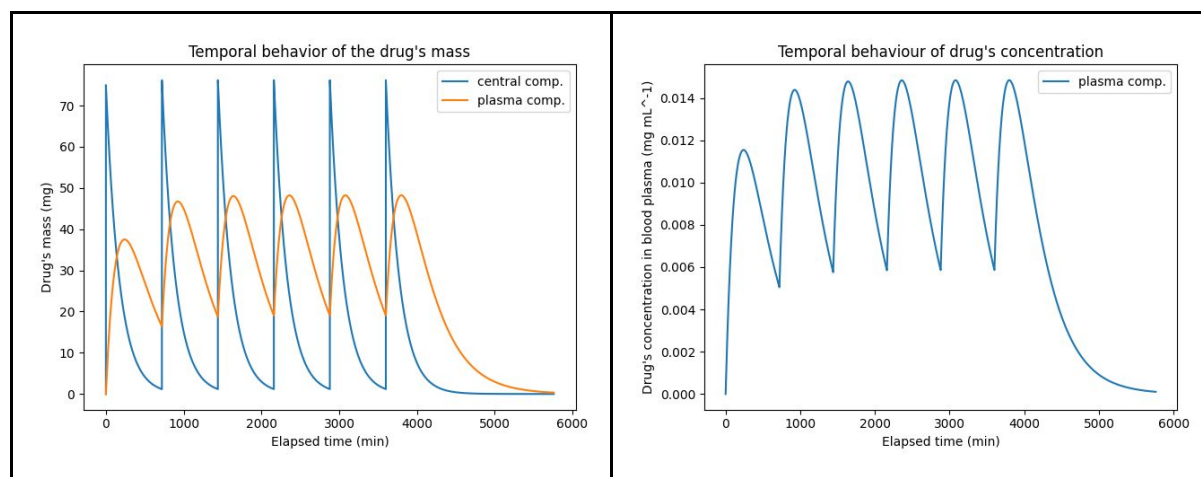 Temporal behavior of the drug's mass
central comp.
plasma comp.
Drug's mass (mg)
70
60
50
40
30
20
10
0
0 1000 2000 3000 4000 5000 6000
Elapsed time (min)
Temporal behaviour of drug's concentration
plasma comp.
Drug's concentration in blood plasma (mg mL^-1)
0.014
0.012
0.010
0.008
0.006
0.004
0.002
0.000
0 1000 2000 3000 4000 5000 6000
Elapsed time (min)